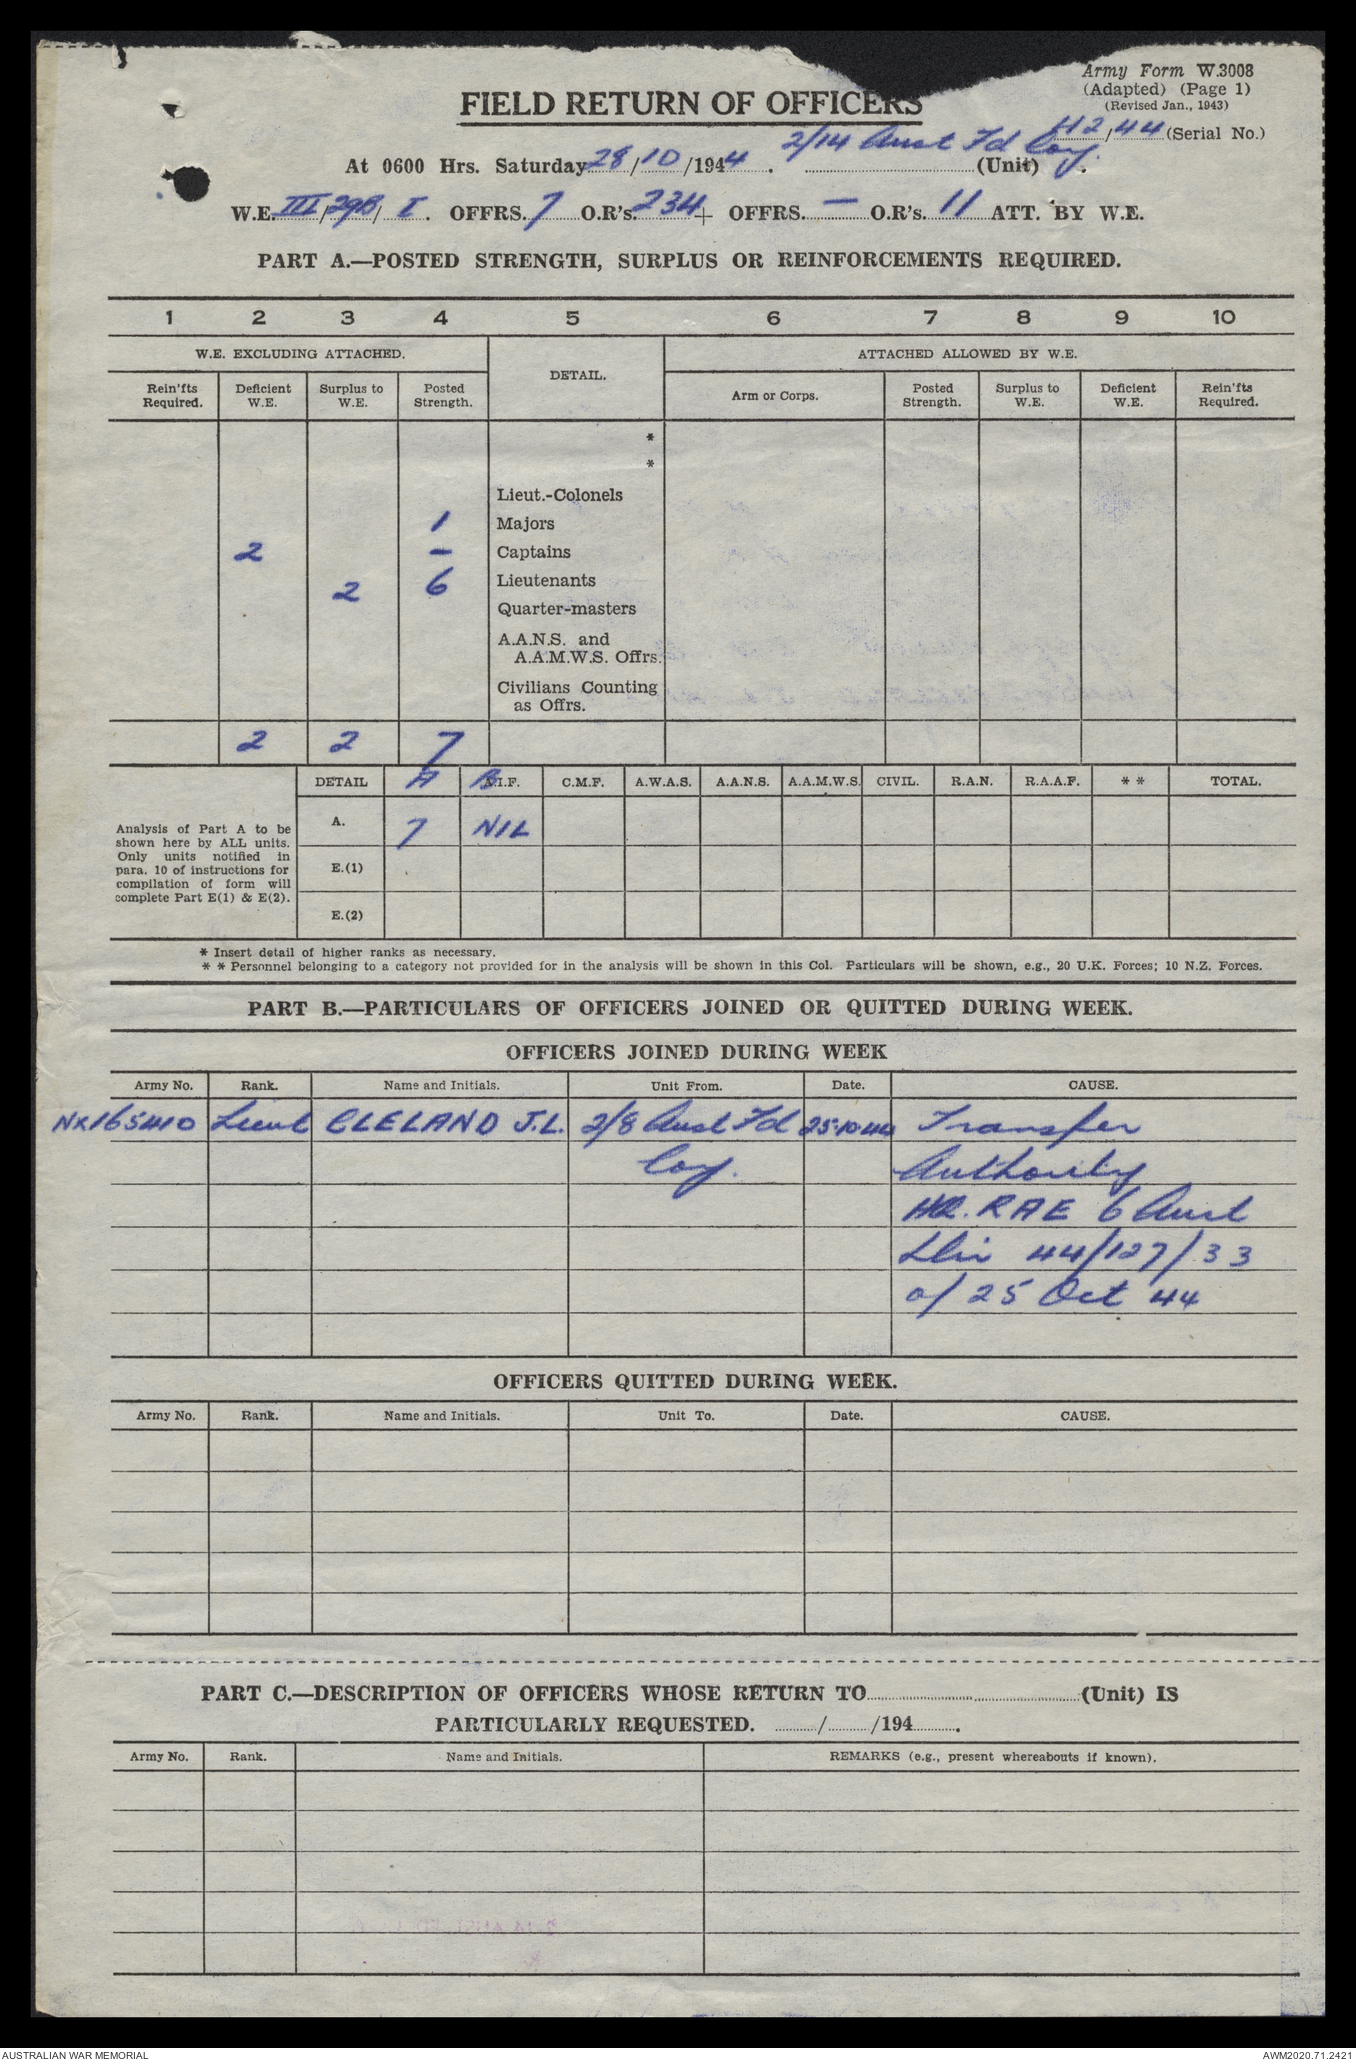 Army Form W.3008
(Adapted) (Page 1)
(Revised Jan., 1943)
FIELD RETURN OF OFFICERS
42/44 (Serial No.)
At 0600 Hrs. Saturday 28/10/1944. 2/14 Aust Fd Coy. (Unit)
W.E. III/29B/I. OFFRS. 7 O.R's. 234 + OFFRS. — O.R's. 11 ATT. BY W.E.
PART A.—POSTED STRENGTH, SURPLUS OR REINFORCEMENTS REQUIRED.
1 2 3 4 5 6 7 8 9 10
W.E. EXCLUDING ATTACHED. DETAIL. ATTACHED ALLOWED BY W.E.
Rein'fts Required. Deficient W.E. Surplus to W.E. Posted Strength. Arm or Corps. Posted Strength. Surplus to W.E. Deficient W.E. Rein'fts Required.
*
*
Lieut.-Colonels
1 Majors
2 — Captains
2 6 Lieutenants
Quarter-masters
A.A.N.S. and
A.A.M.W.S. Offrs.
Civilians Counting
as Offrs.
2 2 7
DETAIL A B A.I.F. C.M.F. A.W.A.S. A.A.N.S. A.A.M.W.S. CIVIL. R.A.N. R.A.A.F. * * TOTAL.
Analysis of Part A to be
shown here by ALL units.
Only units notified in
para. 10 of instructions for
compilation of form will
complete Part E(1) & E(2).
A. 7 NIL
E.(1)
E.(2)
* Insert detail of higher ranks as necessary.
* * Personnel belonging to a category not provided for in the analysis will be shown in this Col. Particulars will be shown, e.g., 20 U.K. Forces; 10 N.Z. Forces.
PART B.—PARTICULARS OF OFFICERS JOINED OR QUITTED DURING WEEK.
OFFICERS JOINED DURING WEEK
Army No. Rank. Name and Initials. Unit From. Date. CAUSE.
NX165410 Lieut CLELAND J.L. 2/8 Aust Fd 25.10.44 Transfer
Coy. Authority
HQ. RAE 6 Aust
Div 44/127/33
of 25 Oct 44
OFFICERS QUITTED DURING WEEK.
Army No. Rank. Name and Initials. Unit To. Date. CAUSE.
PART C.—DESCRIPTION OF OFFICERS WHOSE RETURN TO (Unit) IS
PARTICULARLY REQUESTED. / /194 .
Army No. Rank. Name and Initials. REMARKS (e.g., present whereabouts if known).
AUSTRALIAN WAR MEMORIAL AWM2020.71.2421